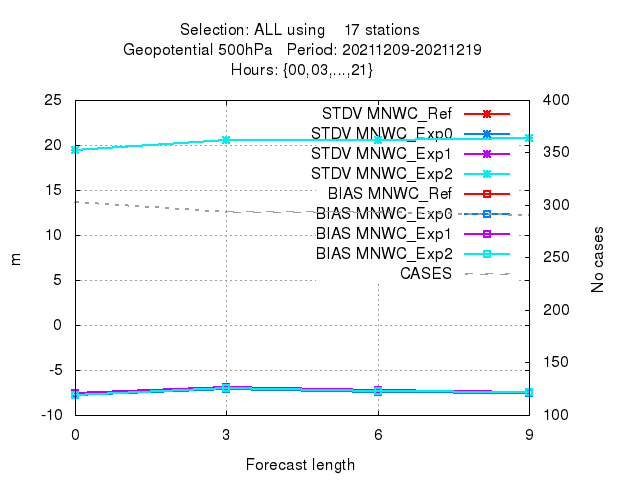 Selection: ALL using 17 stations
Geopotential 500hPa Period: 20211209-20211219
Hours: {00,03,...,21}
STDV MNWC_Ref
STDV MNWC_Exp0
STDV MNWC_Exp1
STDV MNWC_Exp2
BIAS MNWC_Ref
BIAS MNWC_Exp0
BIAS MNWC_Exp1
BIAS MNWC_Exp2
CASES
25
20
15
10
5
0
-5
-10
m
400
350
300
250
200
150
100
No cases
0 3 6 9
Forecast length